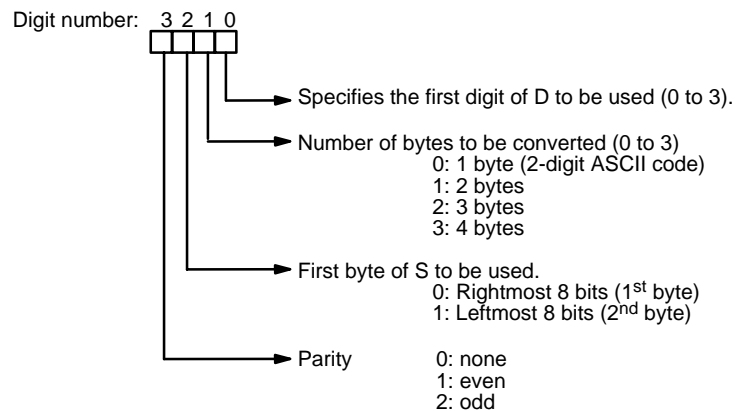 Digit number: 3 2 1 0
Specifies the first digit of D to be used (0 to 3).
Number of bytes to be converted (0 to 3)
0: 1 byte (2-digit ASCII code)
1: 2 bytes
2: 3 bytes
3: 4 bytes
First byte of S to be used.
0: Rightmost 8 bits (1st byte)
1: Leftmost 8 bits (2nd byte)
Parity 0: none
1: even
2: odd